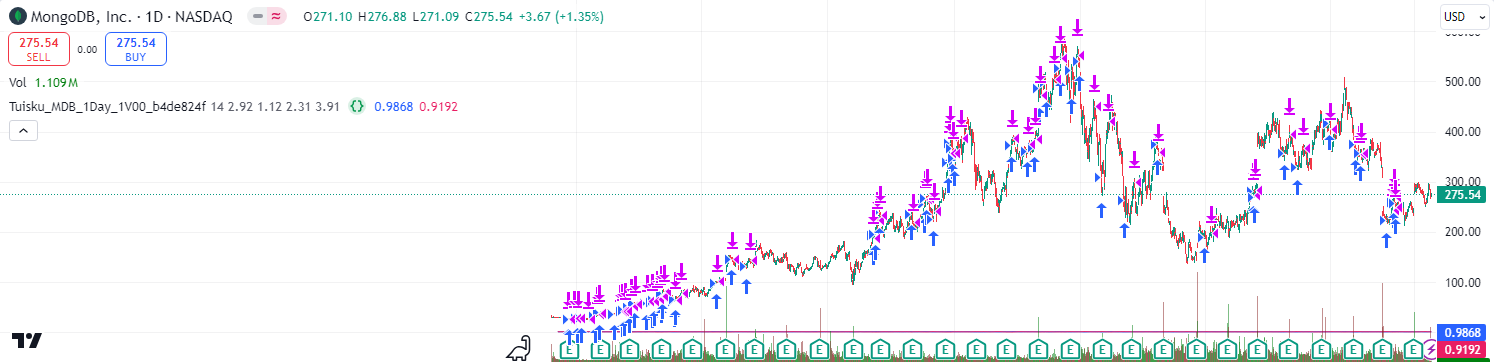 MongoDB, Inc. · 1D · NASDAQ O271.10 H276.88 L271.09 C275.54 +3.67 (+1.35%)
USD
275.54 SELL 0.00 275.54 BUY
Vol 1.109M
Tuisku_MDB_1Day_1V00_b4de824f 14 2.92 1.12 2.31 3.91 {} 0.9868 0.9192
500.00
400.00
300.00
275.54
200.00
100.00
0.9868
0.9192
E E E E E E E E E E E E E E E E E E E E E E E E E E E E